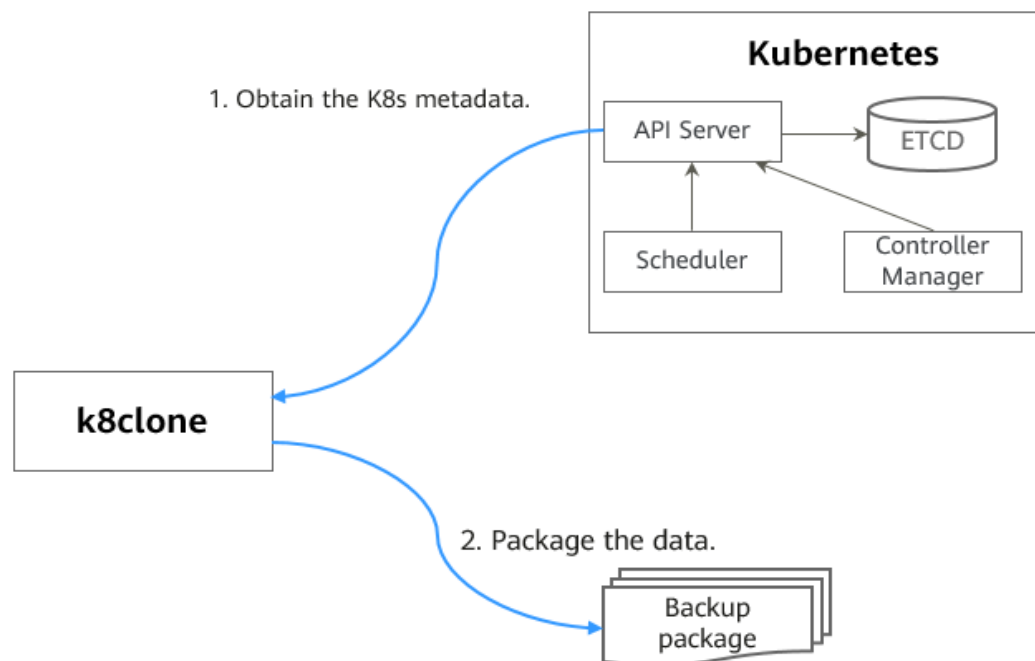 Kubernetes
1. Obtain the K8s metadata.
API Server
ETCD
Scheduler
Controller
Manager
k8clone
2. Package the data.
Backup
package